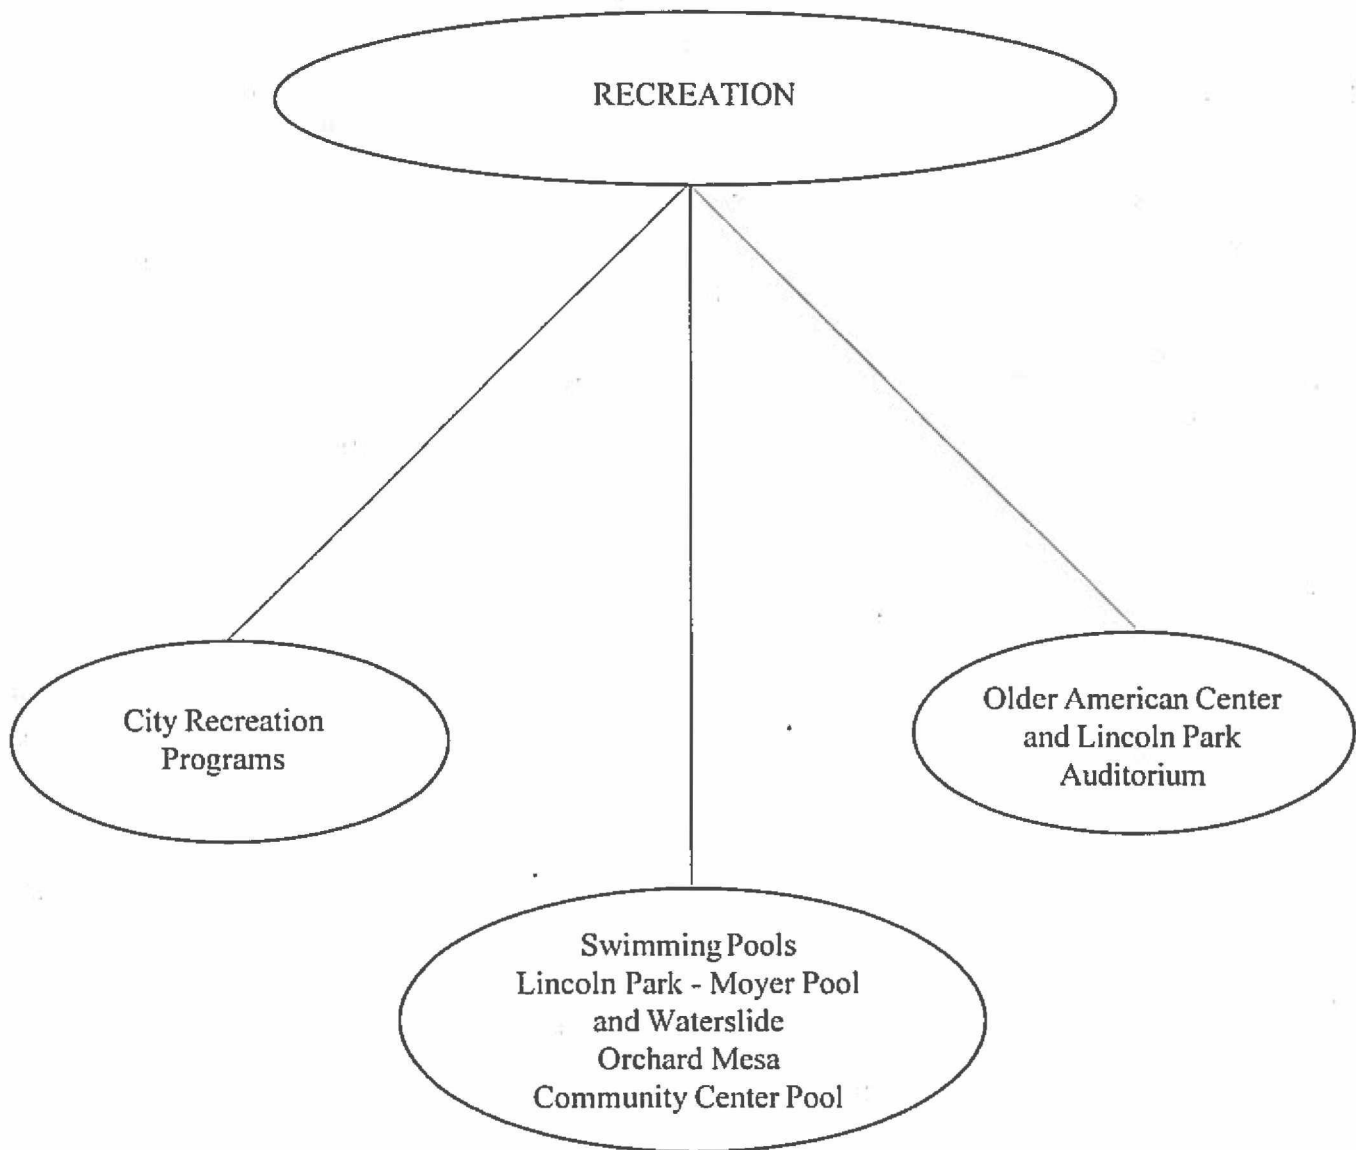 RECREATION
City Recreation
Programs
Older American Center
and Lincoln Park
Auditorium
Swimming Pools
Lincoln Park - Moyer Pool
and Waterslide
Orchard Mesa
Community Center Pool